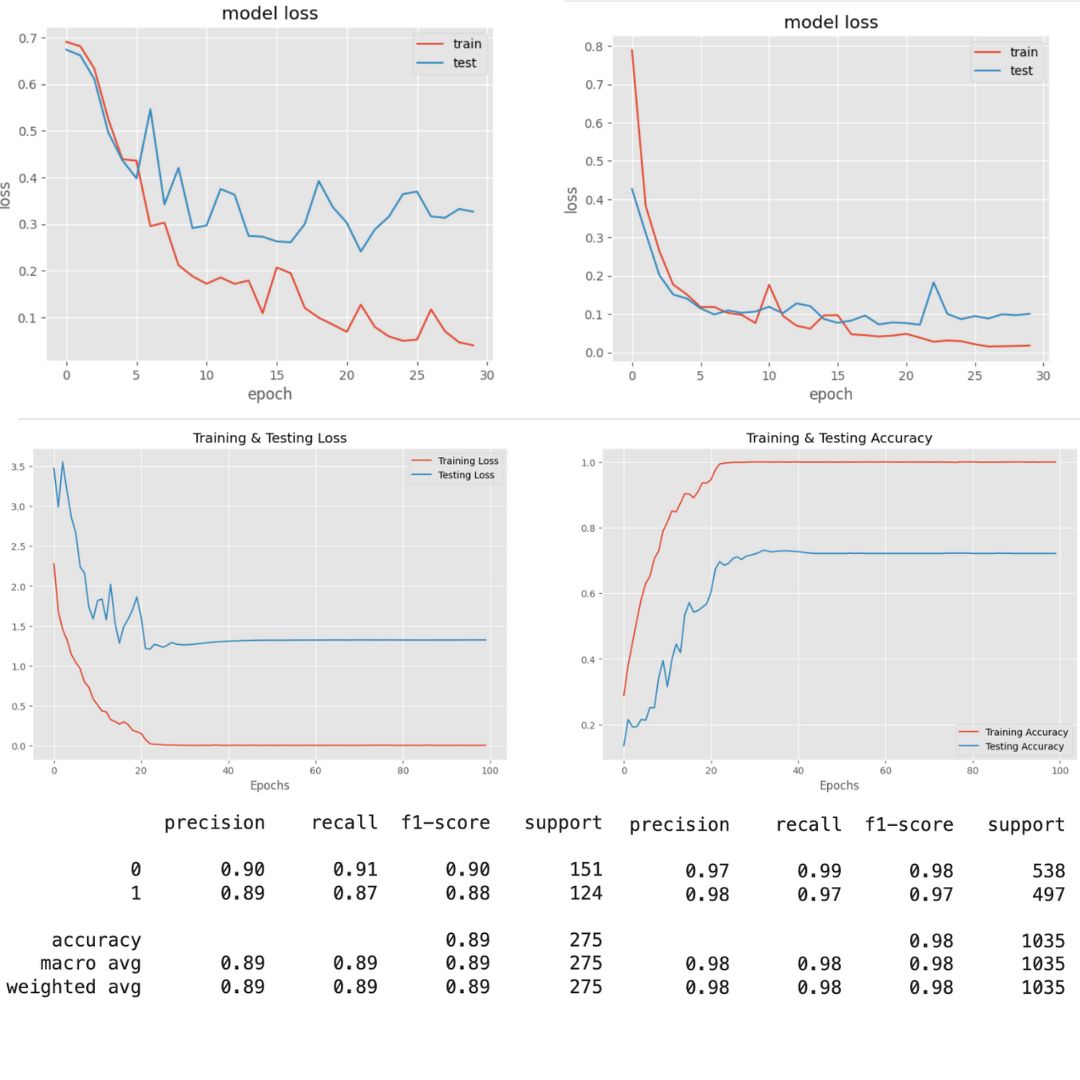 model loss
train
test
0.7
0.6
0.5
0.4
0.3
0.2
0.1
loss
0 5 10 15 20 25 30
epoch
model loss
train
test
0.8
0.7
0.6
0.5
0.4
0.3
0.2
0.1
0.0
loss
0 5 10 15 20 25 30
epoch
Training & Testing Loss
Training Loss
Testing Loss
3.5
3.0
2.5
2.0
1.5
1.0
0.5
0.0
0 20 40 60 80 100
Epochs
Training & Testing Accuracy
1.0
0.8
0.6
0.4
0.2
Training Accuracy
Testing Accuracy
0 20 40 60 80 100
Epochs
precision recall f1-score support
0 0.90 0.91 0.90 151
1 0.89 0.87 0.88 124
accuracy 0.89 275
macro avg 0.89 0.89 0.89 275
weighted avg 0.89 0.89 0.89 275
precision recall f1-score support
0.97 0.99 0.98 538
0.98 0.97 0.97 497
0.98 1035
0.98 0.98 0.98 1035
0.98 0.98 0.98 1035